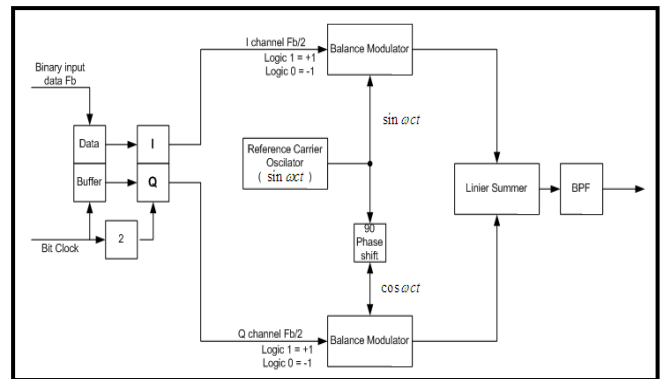 I channel Fb/2
Logic 1 = +1
Logic 0 = -1
Balance Modulator
Binary input
data Fb
sin ωct
Data
I
Reference Carrier
Oscilator
( sin ωct )
Buffer
Q
Linier Summer
BPF
2
Bit Clock
90
Phase
shift
cos ωct
Q channel Fb/2
Logic 1 = +1
Logic 0 = -1
Balance Modulator